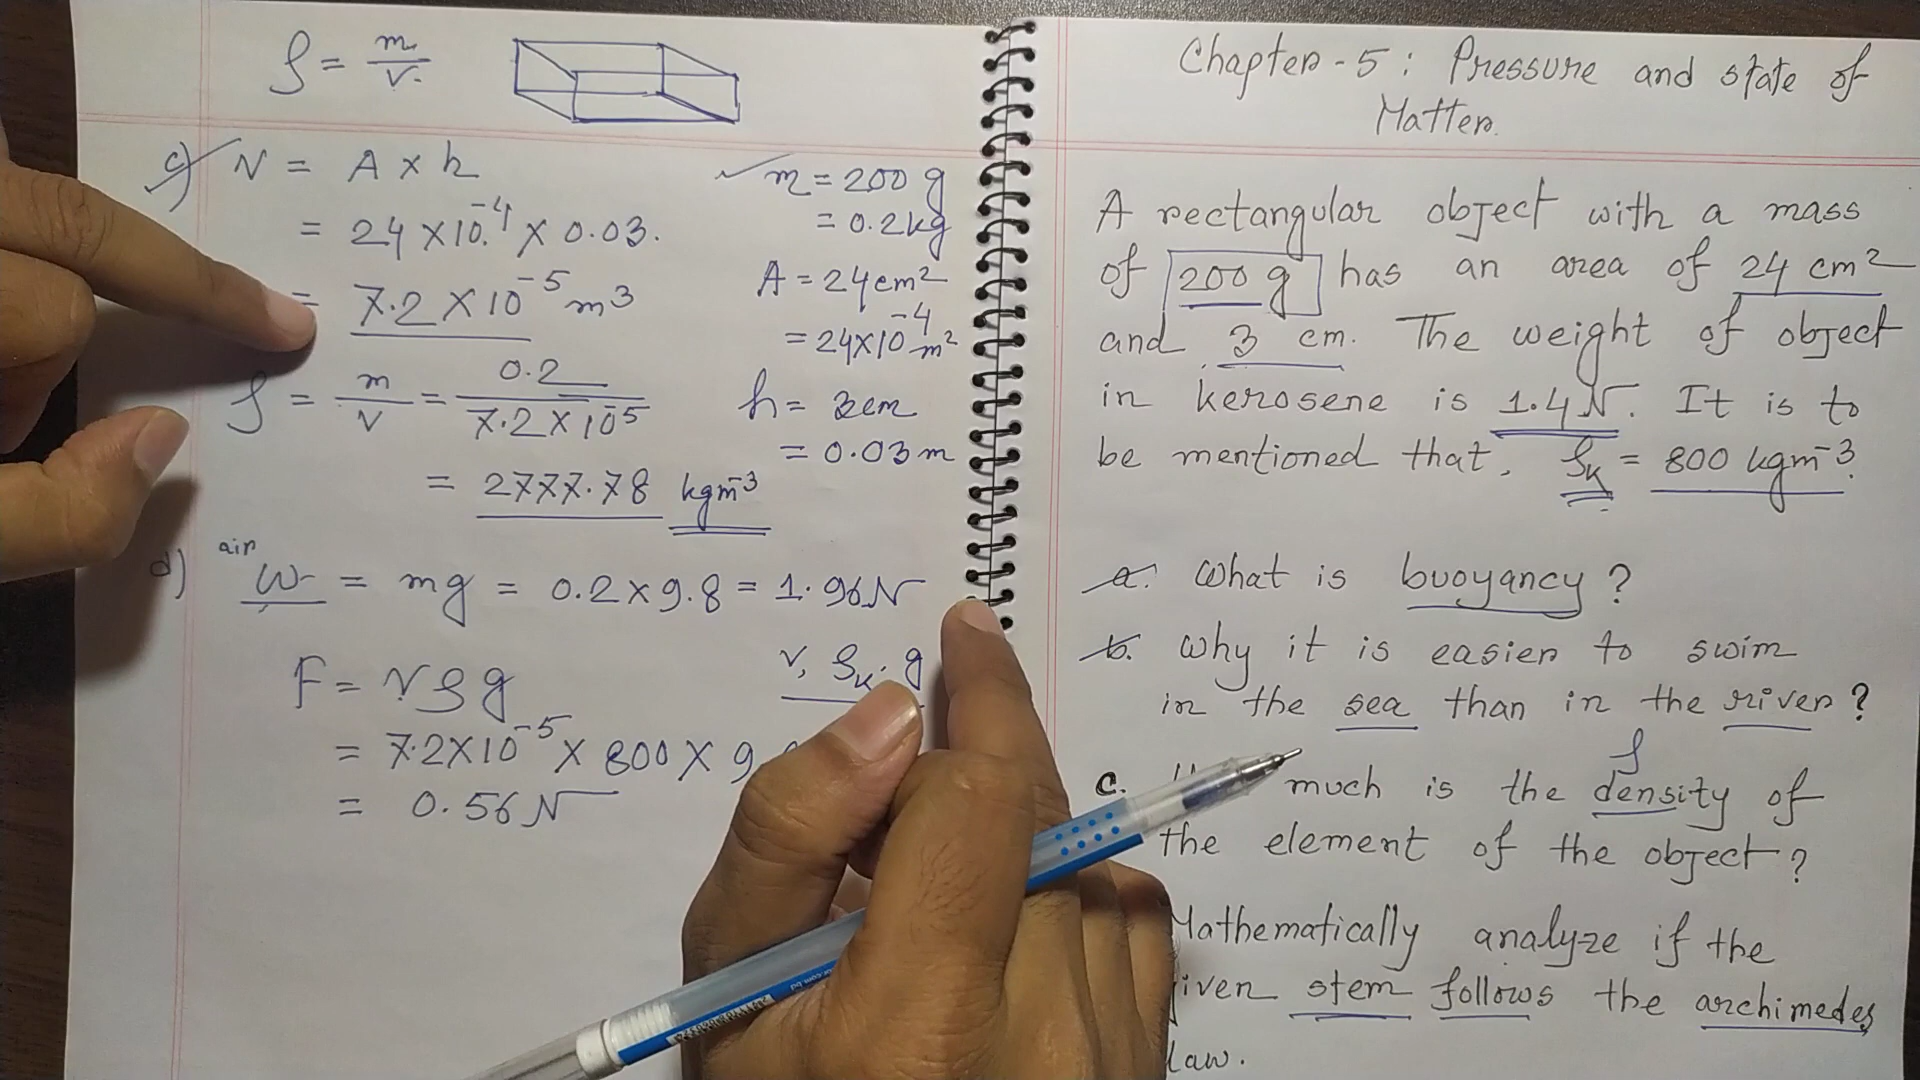 ρ = m/v
c) V = A × h
= 24 × 10⁻⁴ × 0.03.
= 7.2 × 10⁻⁵ m³
ρ = m/v = 0.2 / 7.2 × 10⁻⁵
= 2777.78 kgm⁻³
m = 200 g
= 0.2 kg
A = 24 cm²
= 24×10⁻⁴ m²
h = 3cm
= 0.03 m
d) air W = mg = 0.2 × 9.8 = 1.96N
F = vρg
v, ρk . g
= 7.2×10⁻⁵ × 800 × 9
= 0.56 N
Chapter - 5 : Pressure and state of
Matter.
A rectangular object with a mass
of 200 g has an area of 24 cm²
and 3 cm. The weight of object
in kerosene is 1.4 N. It is to
be mentioned that, ρk = 800 kgm⁻³.
a. What is buoyancy ?
b. Why it is easier to swim
in the sea than in the river ?
ρ
c. much is the density of
the element of the object ?
Mathematically analyze if the
given stem follows the archimedes
law.